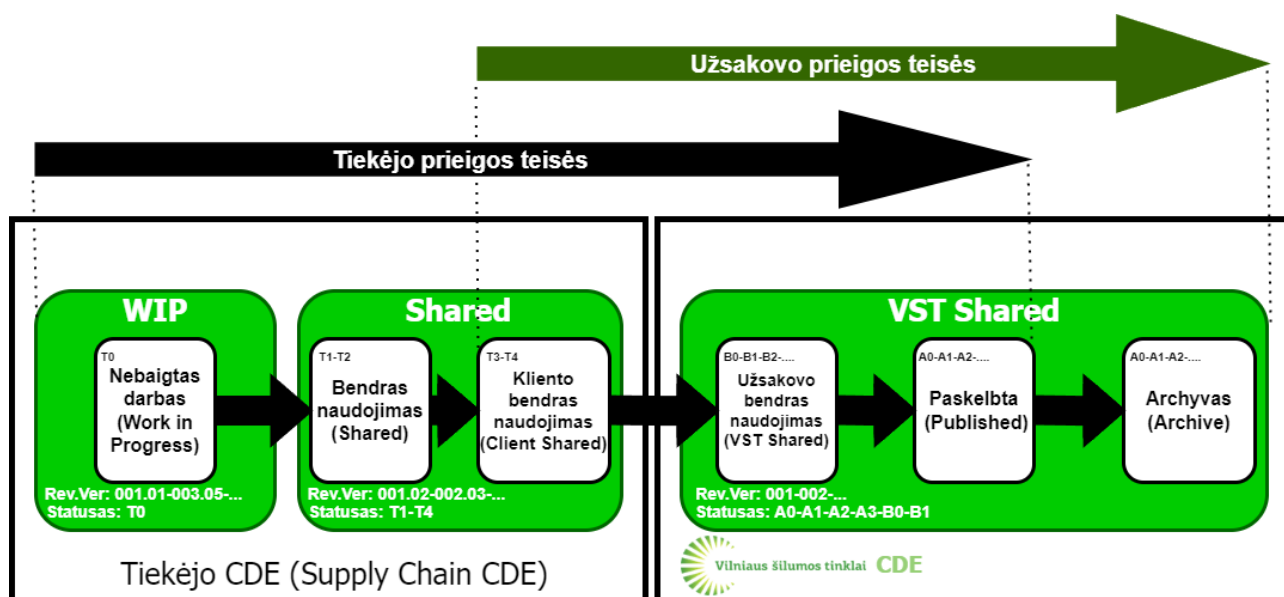 Užsakovo prieigos teisės
Tiekėjo prieigos teisės
WIP
T0
Nebaigtas
darbas
(Work in
Progress)
Rev.Ver: 001.01-003.05-...
Statusas: T0
Shared
T1-T2
Bendras
naudojimas
(Shared)
T3-T4
Kliento
bendras
naudojimas
(Client Shared)
Rev.Ver: 001.02-002.03-...
Statusas: T1-T4
Tiekėjo CDE (Supply Chain CDE)
VST Shared
B0-B1-B2-....
Užsakovo
bendras
naudojimas
(VST Shared)
A0-A1-A2-....
Paskelbta
(Published)
A0-A1-A2-....
Archyvas
(Archive)
Rev.Ver: 001-002-...
Statusas: A0-A1-A2-A3-B0-B1
Vilniaus šilumos tinklai CDE